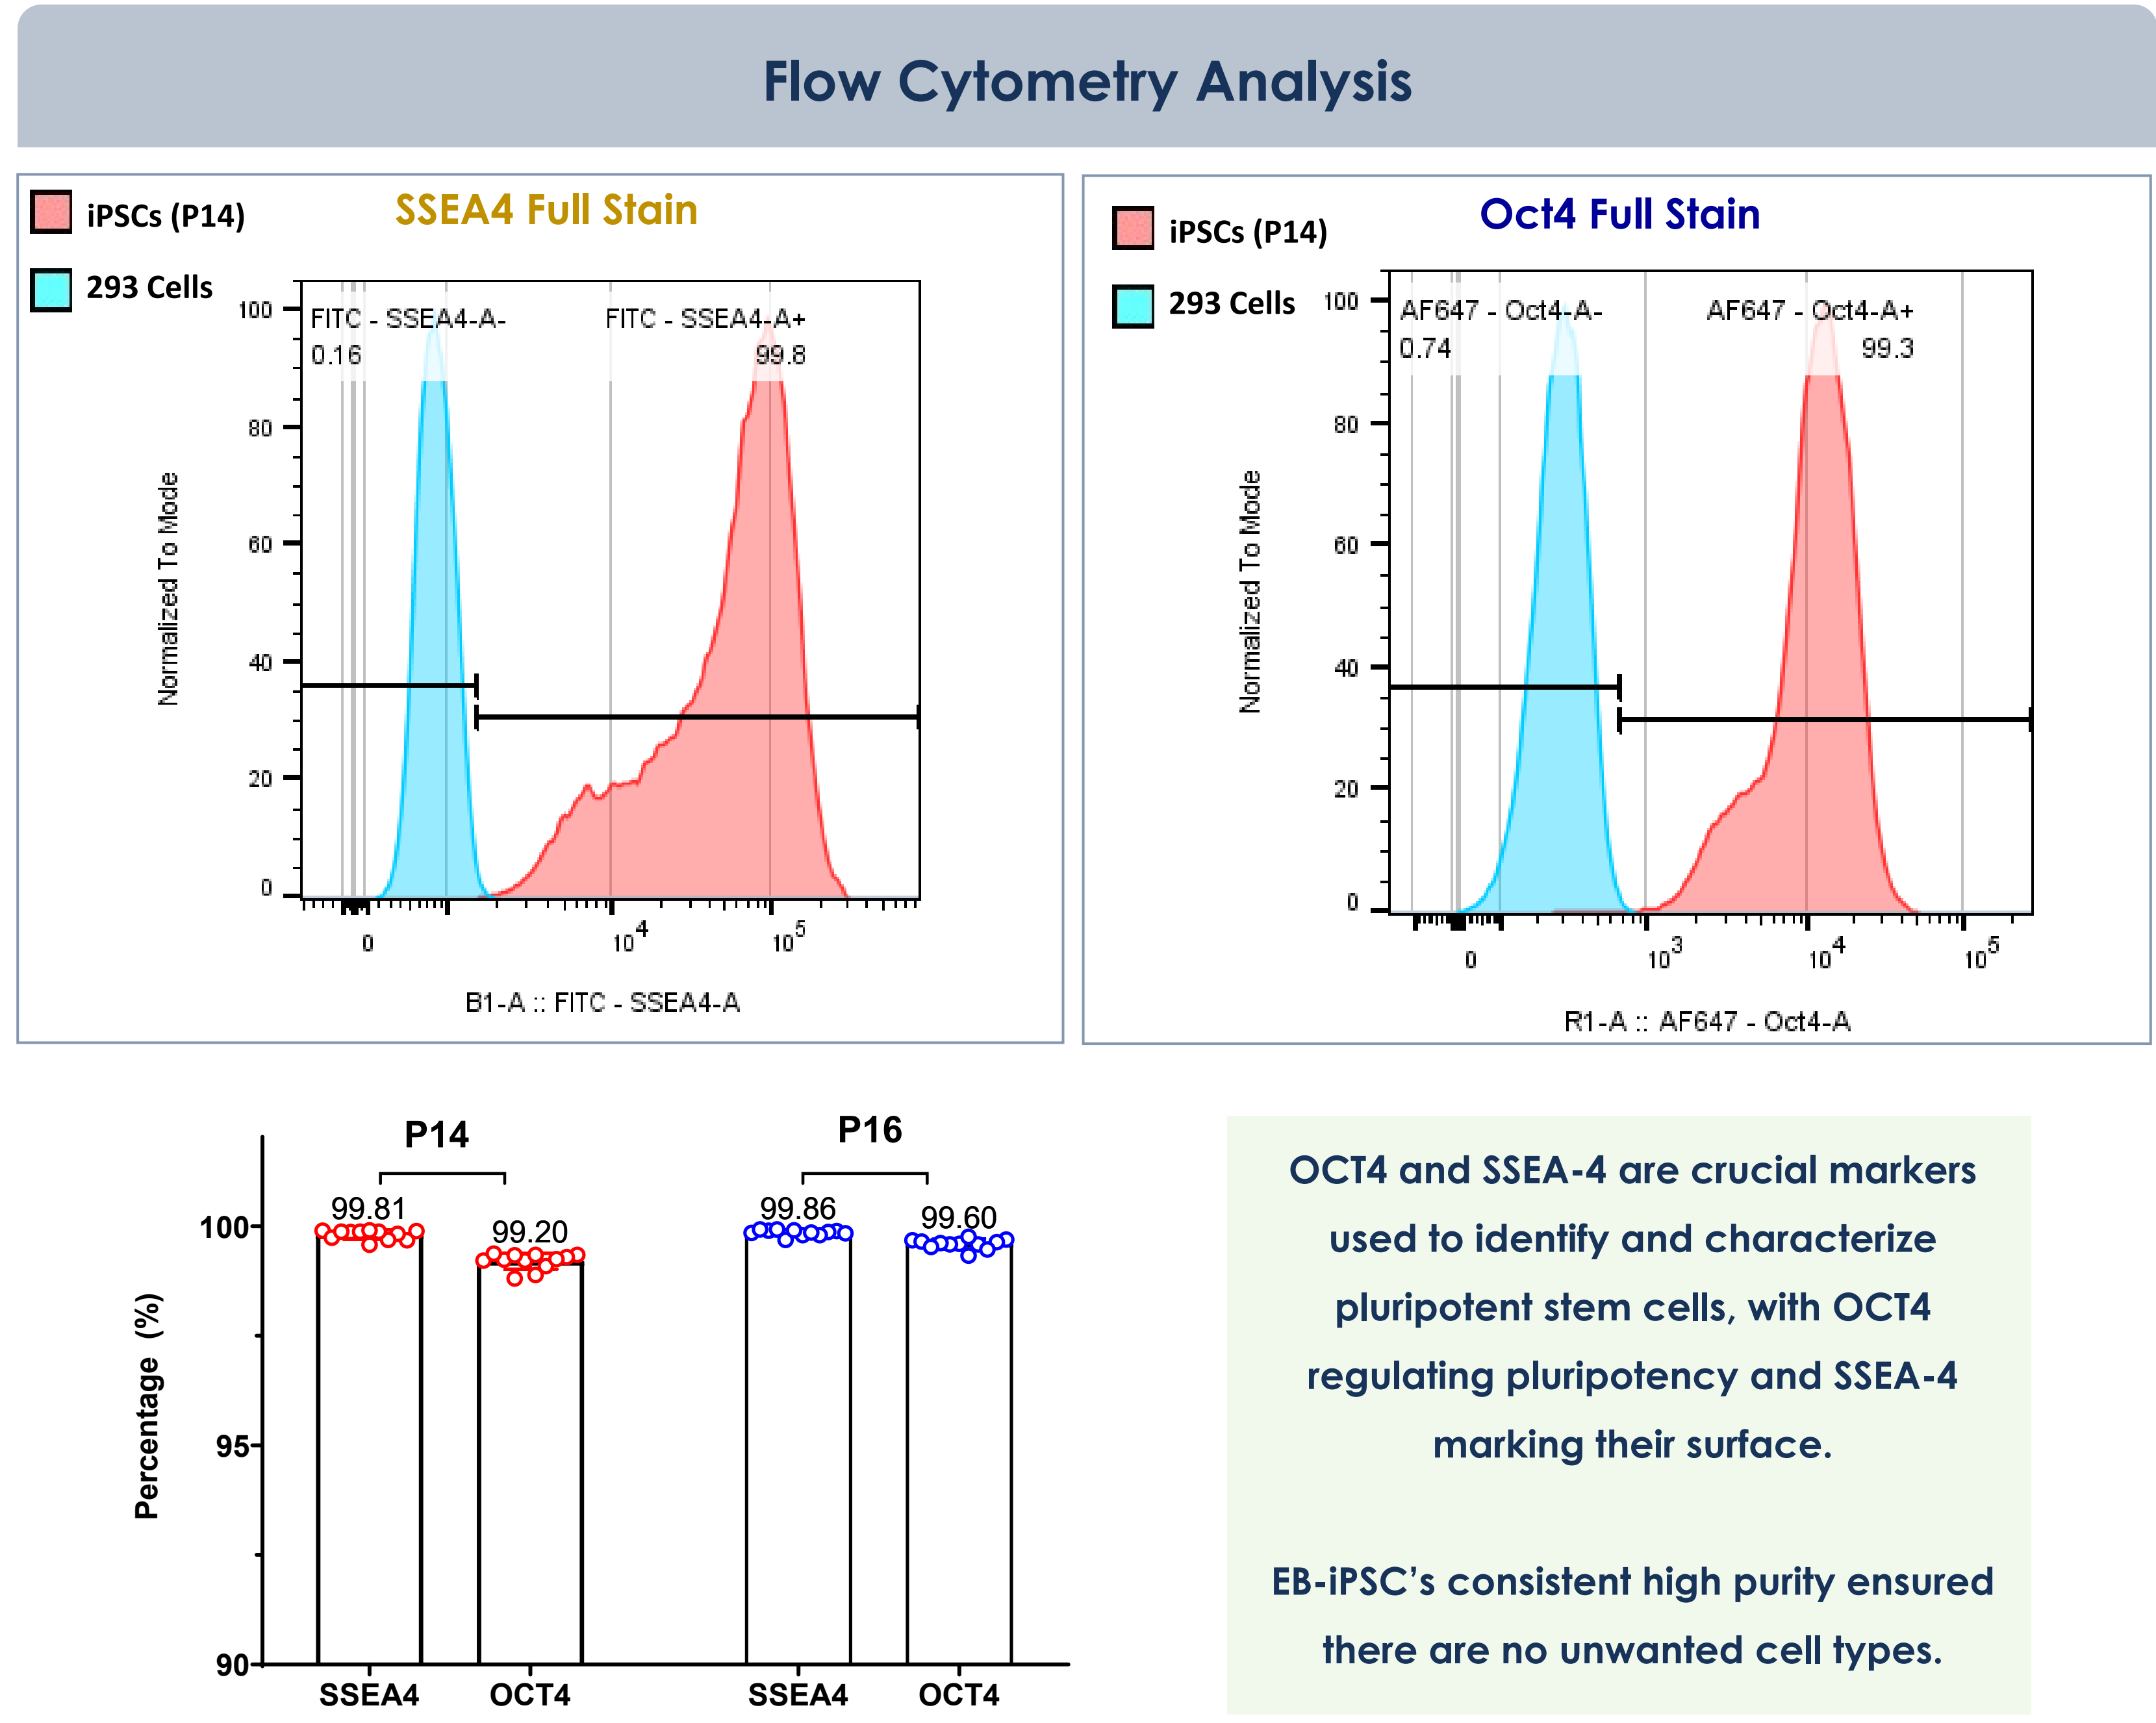 Flow Cytometry Analysis
iPSCs (P14)
293 Cells
SSEA4 Full Stain
FITC - SSEA4-A-
0.16
FITC - SSEA4-A+
99.8
Normalized To Mode
100
80
60
40
20
0
0
10^4
10^5
B1-A :: FITC - SSEA4-A
iPSCs (P14)
293 Cells
Oct4 Full Stain
AF647 - Oct4-A-
0.74
AF647 - Oct4-A+
99.3
Normalized To Mode
100
80
60
40
20
0
0
10^3
10^4
10^5
R1-A :: AF647 - Oct4-A
P14
P16
99.81
99.20
99.86
99.60
Percentage (%)
100
95
90
SSEA4
OCT4
SSEA4
OCT4
OCT4 and SSEA-4 are crucial markers
used to identify and characterize
pluripotent stem cells, with OCT4
regulating pluripotency and SSEA-4
marking their surface.
EB-iPSC’s consistent high purity ensured
there are no unwanted cell types.